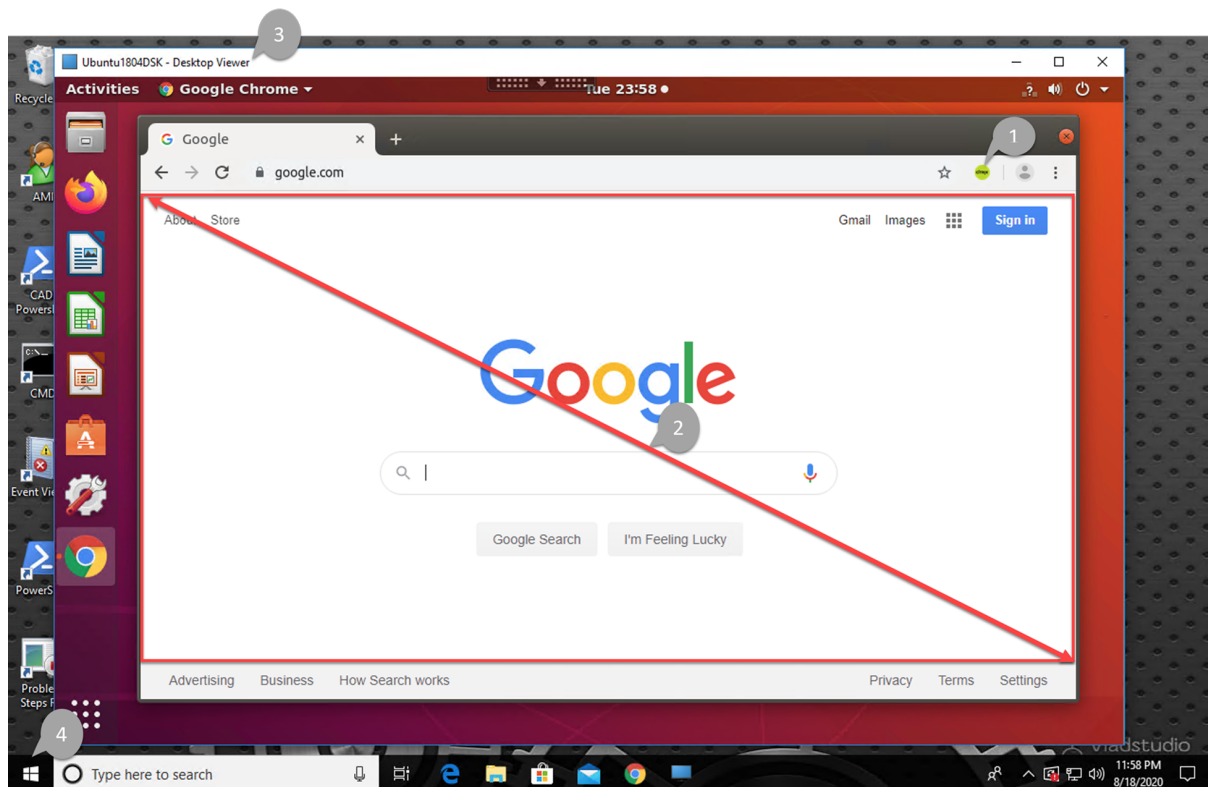 3
Ubuntu1804DSK - Desktop Viewer
Recycle
Activities Google Chrome Tue 23:58
1
Google
google.com
AMI
About Store Gmail Images Sign in
CAD
Powersh
C:\_
CMD
Google
2
Event Vie
Google Search I'm Feeling Lucky
PowerS
Advertising Business How Search works Privacy Terms Settings
Proble
Steps R
4
vladstudio
Type here to search
11:58 PM
8/18/2020